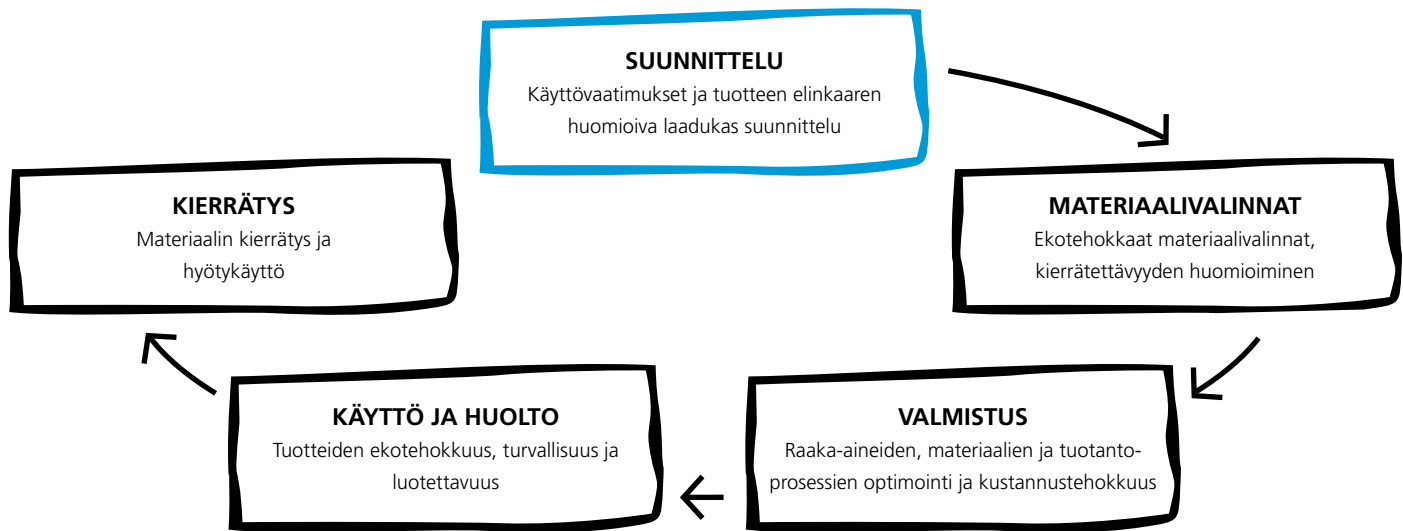 SUUNNITTELU
Käyttövaatimukset ja tuotteen elinkaaren
huomioiva laadukas suunnittelu
MATERIAALIVALINNAT
Ekotehokkaat materiaalivalinnat,
kierrätettävyyden huomioiminen
VALMISTUS
Raaka-aineiden, materiaalien ja tuotanto-
prosessien optimointi ja kustannustehokkuus
KÄYTTÖ JA HUOLTO
Tuotteiden ekotehokkuus, turvallisuus ja
luotettavuus
KIERRÄTYS
Materiaalin kierrätys ja
hyötykäyttö